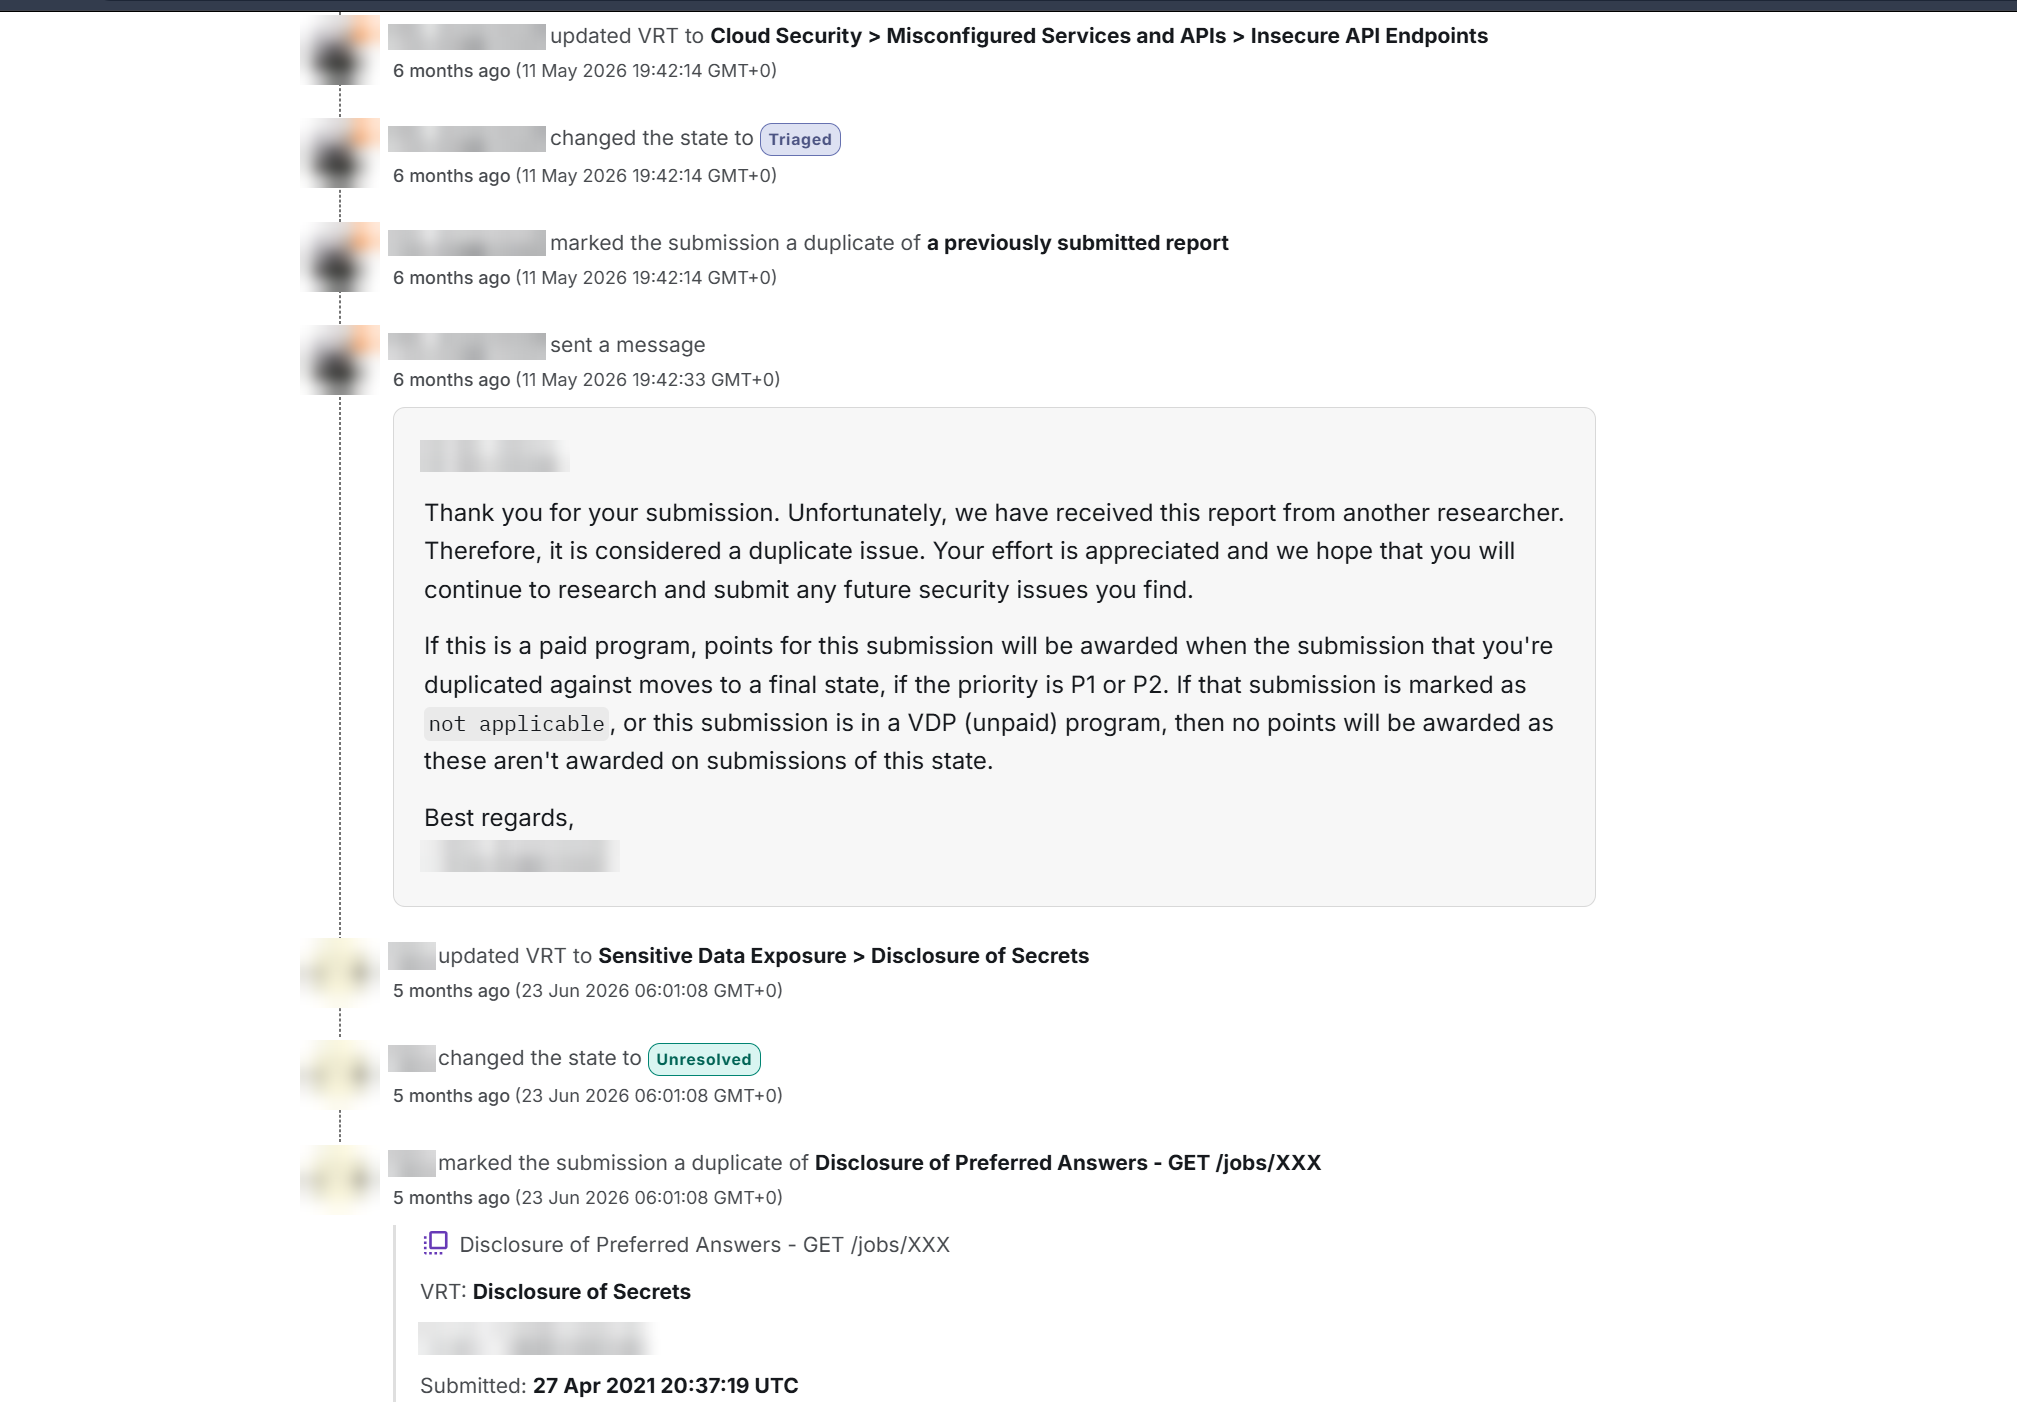 updated VRT to Cloud Security > Misconfigured Services and APIs > Insecure API Endpoints
6 months ago (11 May 2026 19:42:14 GMT+0)
changed the state to Triaged
6 months ago (11 May 2026 19:42:14 GMT+0)
marked the submission a duplicate of a previously submitted report
6 months ago (11 May 2026 19:42:14 GMT+0)
sent a message
6 months ago (11 May 2026 19:42:33 GMT+0)
Thank you for your submission. Unfortunately, we have received this report from another researcher.
Therefore, it is considered a duplicate issue. Your effort is appreciated and we hope that you will
continue to research and submit any future security issues you find.
If this is a paid program, points for this submission will be awarded when the submission that you're
duplicated against moves to a final state, if the priority is P1 or P2. If that submission is marked as
not applicable, or this submission is in a VDP (unpaid) program, then no points will be awarded as
these aren't awarded on submissions of this state.
Best regards,
updated VRT to Sensitive Data Exposure > Disclosure of Secrets
5 months ago (23 Jun 2026 06:01:08 GMT+0)
changed the state to Unresolved
5 months ago (23 Jun 2026 06:01:08 GMT+0)
marked the submission a duplicate of Disclosure of Preferred Answers - GET /jobs/XXX
5 months ago (23 Jun 2026 06:01:08 GMT+0)
Disclosure of Preferred Answers - GET /jobs/XXX
VRT: Disclosure of Secrets
Submitted: 27 Apr 2021 20:37:19 UTC